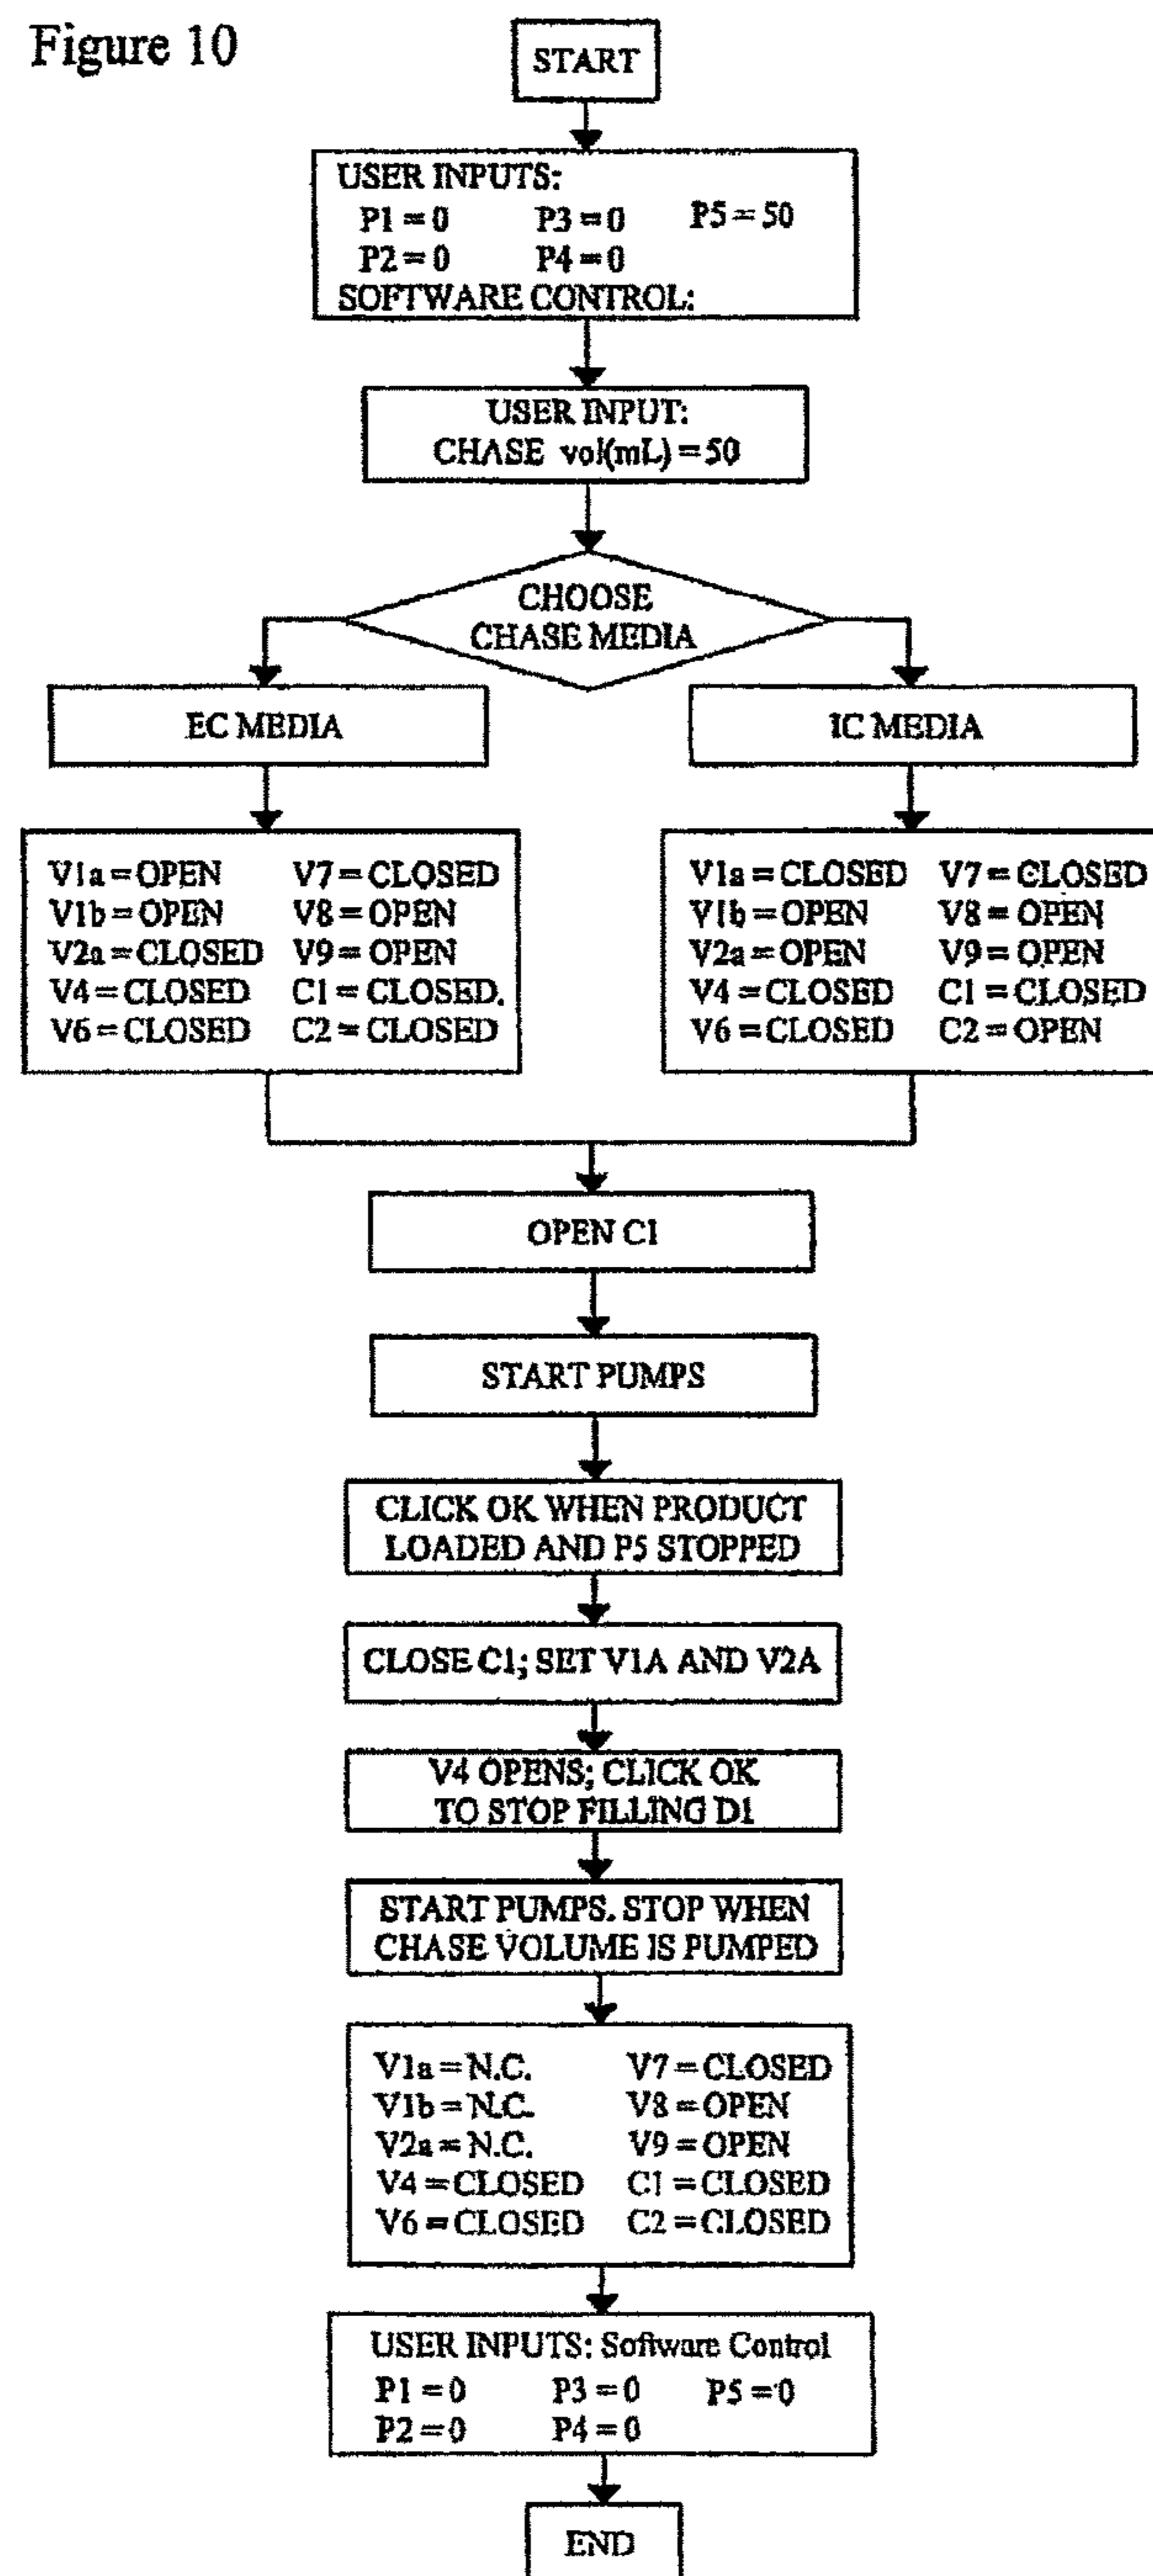 Figure 10
START
USER INPUTS:
P1 = 0 P3 = 0 P5 = 50
P2 = 0 P4 = 0
SOFTWARE CONTROL:
USER INPUT:
CHASE vol(mL) = 50
CHOOSE
CHASE MEDIA
EC MEDIA
IC MEDIA
V1a = OPEN V7 = CLOSED
V1b = OPEN V8 = OPEN
V2a = CLOSED V9 = OPEN
V4 = CLOSED C1 = CLOSED.
V6 = CLOSED C2 = CLOSED
V1a = CLOSED V7 = CLOSED
V1b = OPEN V8 = OPEN
V2a = OPEN V9 = OPEN
V4 = CLOSED C1 = CLOSED
V6 = CLOSED C2 = OPEN
OPEN C1
START PUMPS
CLICK OK WHEN PRODUCT
LOADED AND P5 STOPPED
CLOSE C1; SET V1A AND V2A
V4 OPENS; CLICK OK
TO STOP FILLING D1
START PUMPS. STOP WHEN
CHASE VOLUME IS PUMPED
V1a = N.C. V7 = CLOSED
V1b = N.C. V8 = OPEN
V2a = N.C. V9 = OPEN
V4 = CLOSED C1 = CLOSED
V6 = CLOSED C2 = CLOSED
USER INPUTS: Software Control
P1 = 0 P3 = 0 P5 = 0
P2 = 0 P4 = 0
END